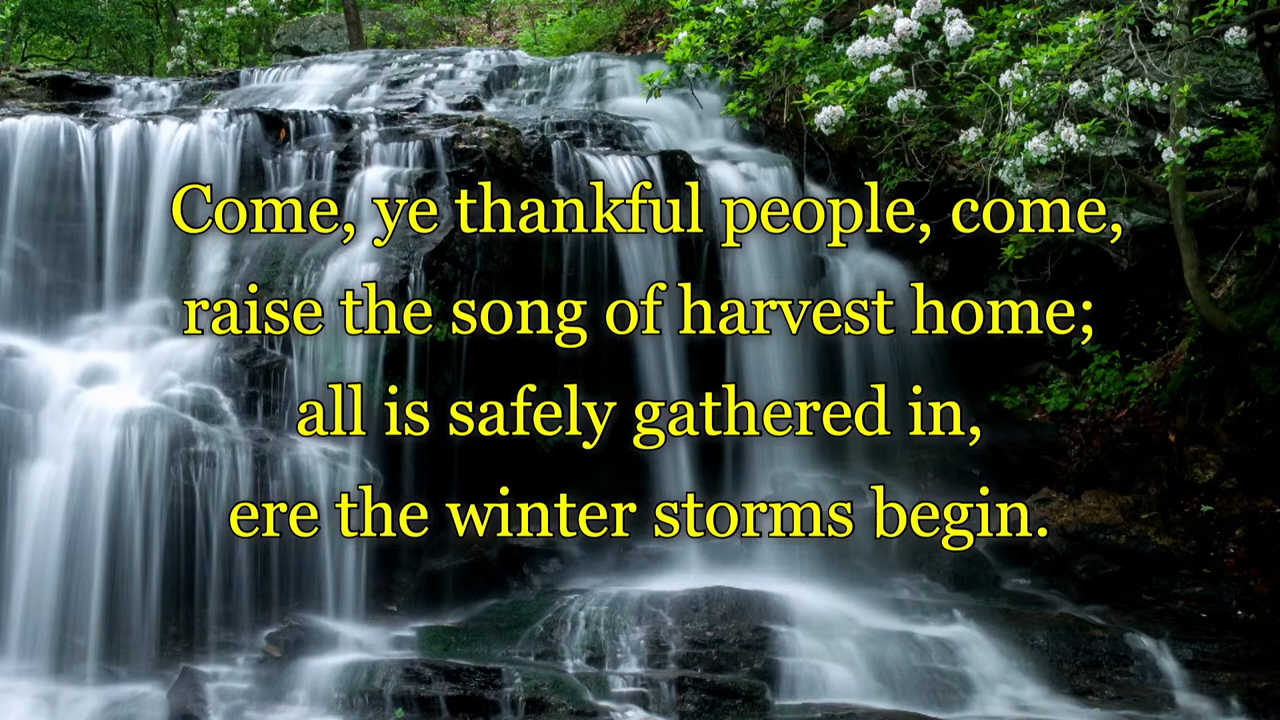 Come, ye thankful people, come,
raise the song of harvest home;
all is safely gathered in,
ere the winter storms begin.